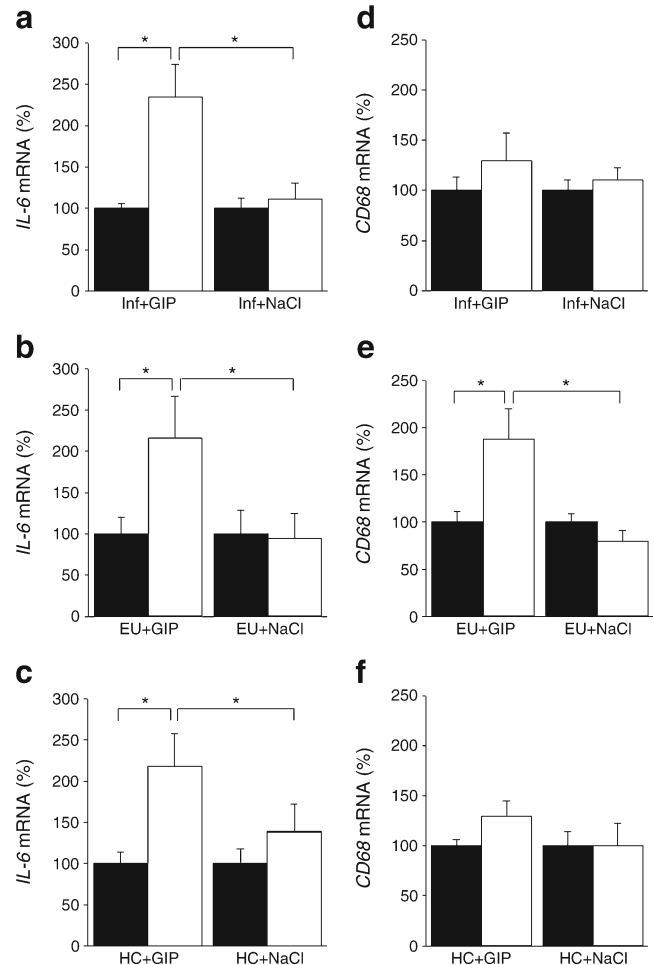 a
IL-6 mRNA (%)
300
250
200
150
100
50
0
*
*
Inf+GIP
Inf+NaCl
d
CD68 mRNA (%)
250
200
150
100
50
0
Inf+GIP
Inf+NaCl
b
IL-6 mRNA (%)
300
250
200
150
100
50
0
*
*
EU+GIP
EU+NaCl
e
CD68 mRNA (%)
250
200
150
100
50
0
*
*
EU+GIP
EU+NaCl
c
IL-6 mRNA (%)
300
250
200
150
100
50
0
*
*
HC+GIP
HC+NaCl
f
CD68 mRNA (%)
250
200
150
100
50
0
HC+GIP
HC+NaCl